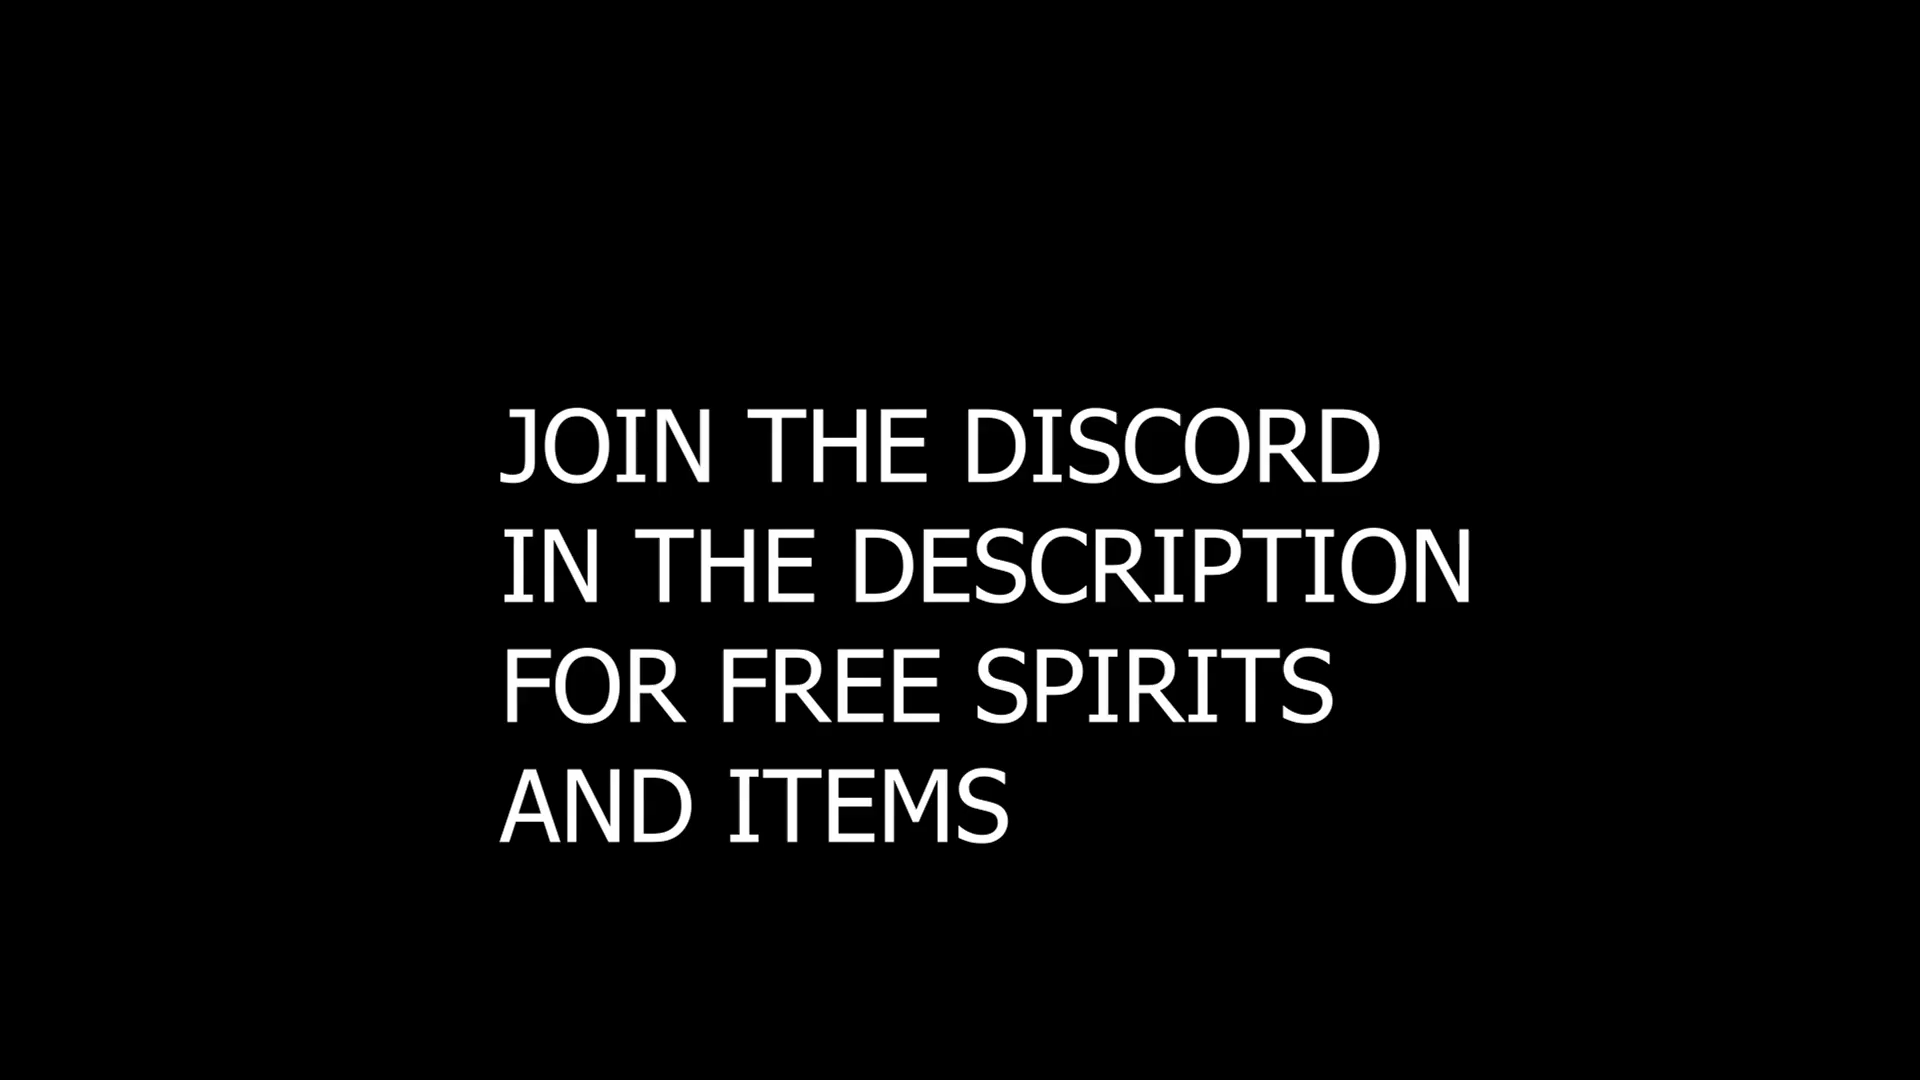 JOIN THE DISCORD
IN THE DESCRIPTION
FOR FREE SPIRITS
AND ITEMS